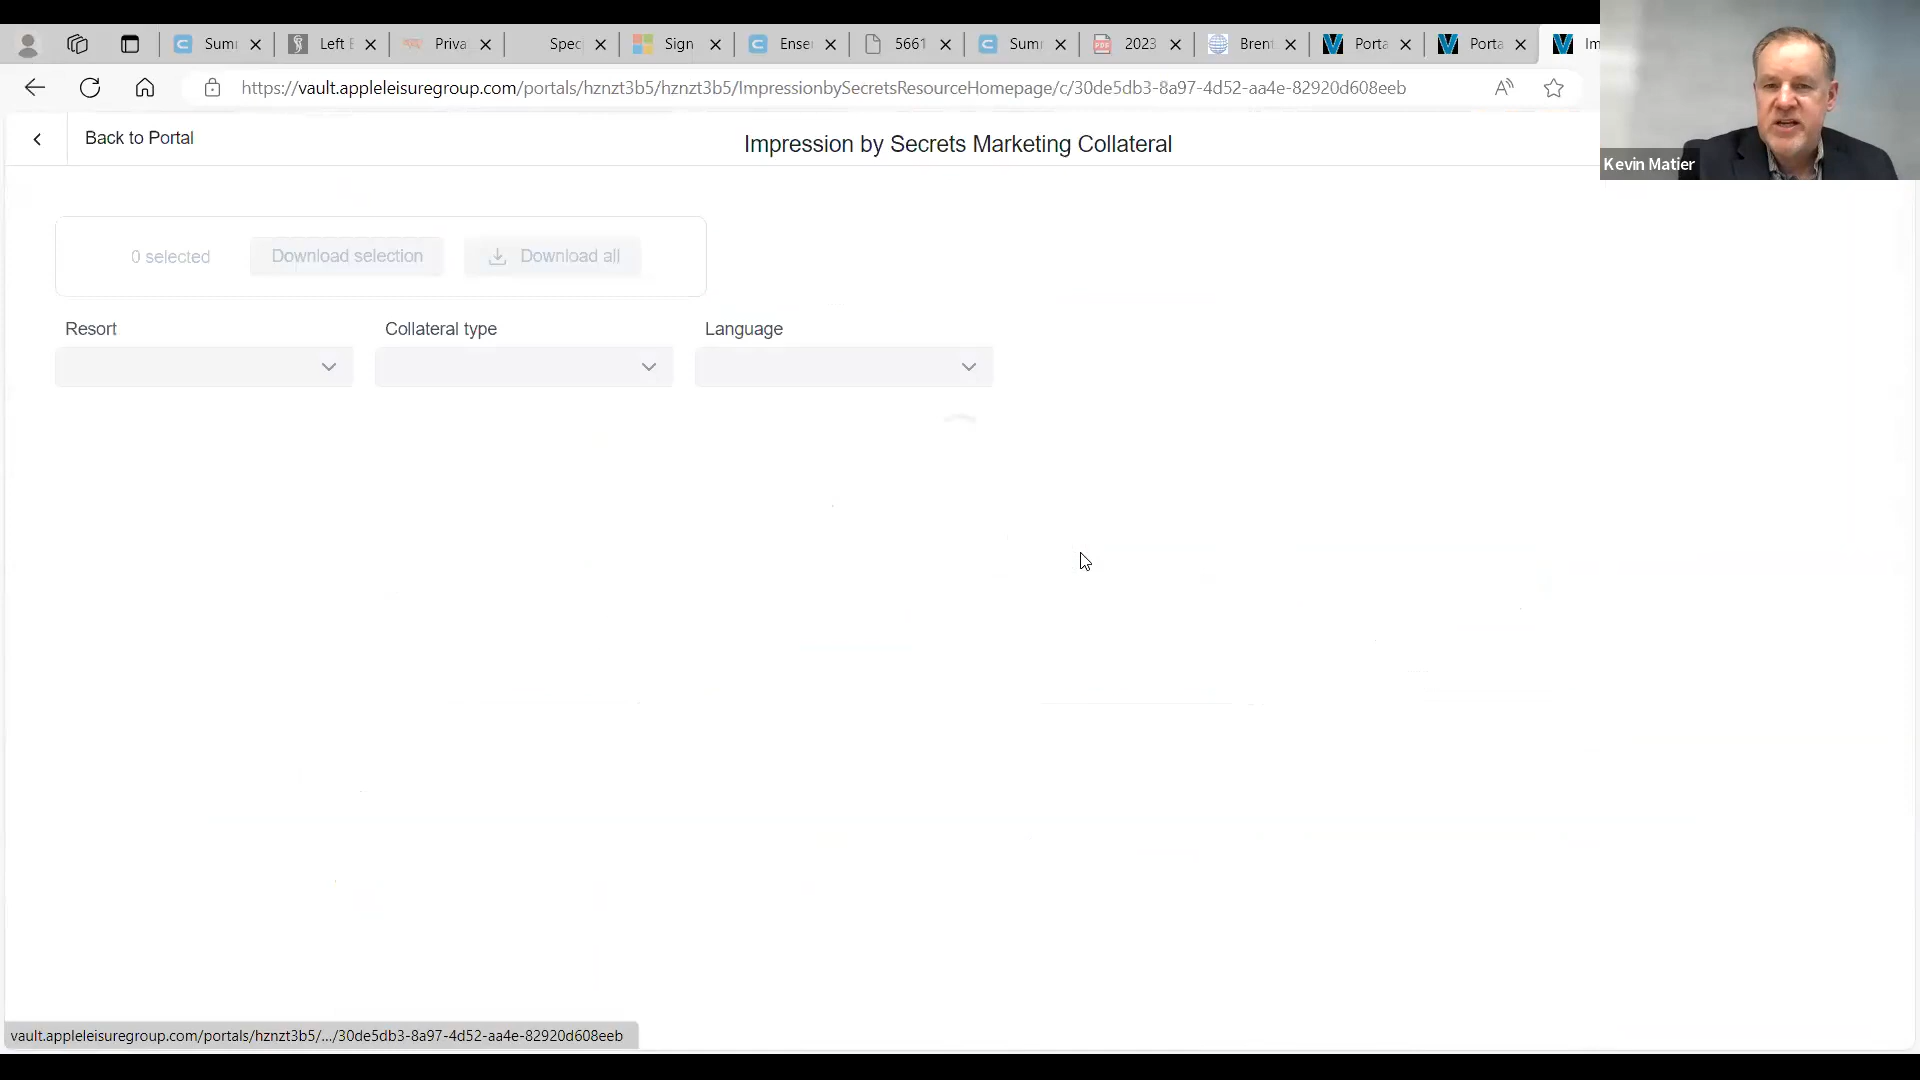 Sum
Left
Priva
Spec
Sign
Ense
5661
Sum
2023
Bren
Porta
Porta
Im
https://vault.appleleisuregroup.com/portals/hznzt3b5/hznzt3b5/ImpressionbySecretsResourceHomepage/c/30de5db3-8a97-4d52-aa4e-82920d608eeb
Back to Portal
Impression by Secrets Marketing Collateral
Kevin Matier
0 selected
Download selection
Download all
Resort
Collateral type
Language
vault.appleleisuregroup.com/portals/hznzt3b5/.../30de5db3-8a97-4d52-aa4e-82920d608eeb